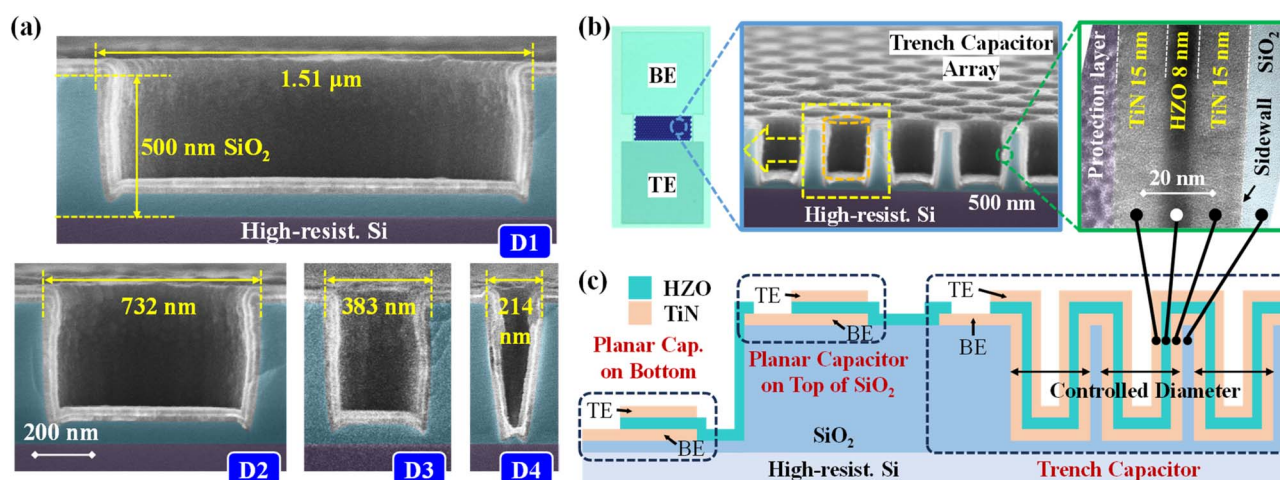 (a)
1.51 µm
500 nm SiO₂
High-resist. Si
D1
732 nm
200 nm
D2
383 nm
D3
214
nm
D4
(b)
BE
TE
Trench Capacitor
Array
High-resist. Si
500 nm
Protection layer
TiN 15 nm
HZO 8 nm
TiN 15 nm
SiO₂
Sidewall
20 nm
(c)
HZO
TiN
Planar Cap.
on Bottom
TE
BE
TE
BE
Planar Capacitor
on Top of SiO₂
TE
BE
Controlled Diameter
SiO₂
High-resist. Si
Trench Capacitor